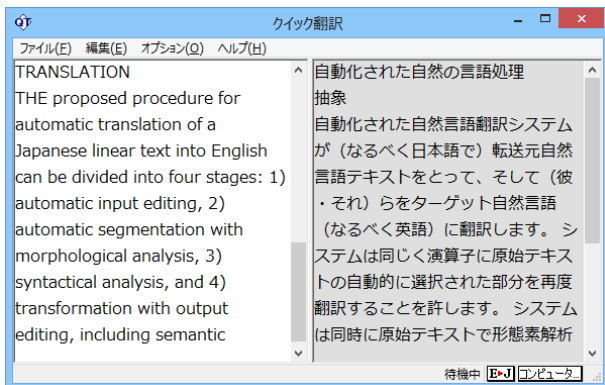 QT
クイック翻訳
ファイル(F) 編集(E) オプション(O) ヘルプ(H)
TRANSLATION
THE proposed procedure for
automatic translation of a
Japanese linear text into English
can be divided into four stages: 1)
automatic input editing, 2)
automatic segmentation with
morphological analysis, 3)
syntactical analysis, and 4)
transformation with output
editing, including semantic
自動化された自然の言語処理
抽象
自動化された自然言語翻訳システム
が（なるべく日本語で）転送元自然
言語テキストをとって、そして（彼
・それ）らをターゲット自然言語
（なるべく英語）に翻訳します。 シ
ステムは同じく演算子に原始テキス
トの自動的に選択された部分を再度
翻訳することを許します。 システム
は同時に原始テキストで形態素解析
待機中 E▶J コンピュータ...